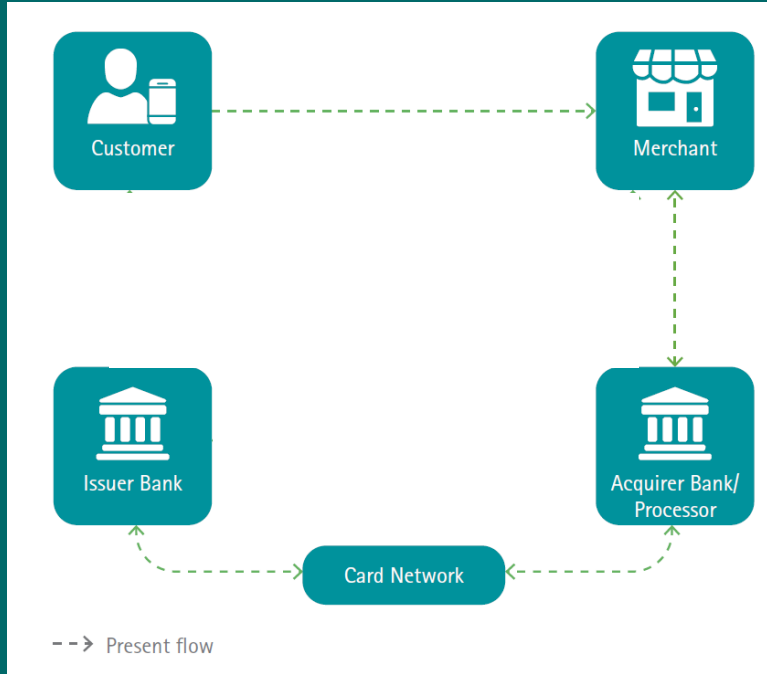 Customer
Merchant
Issuer Bank
Acquirer Bank/
Processor
Card Network
Present flow